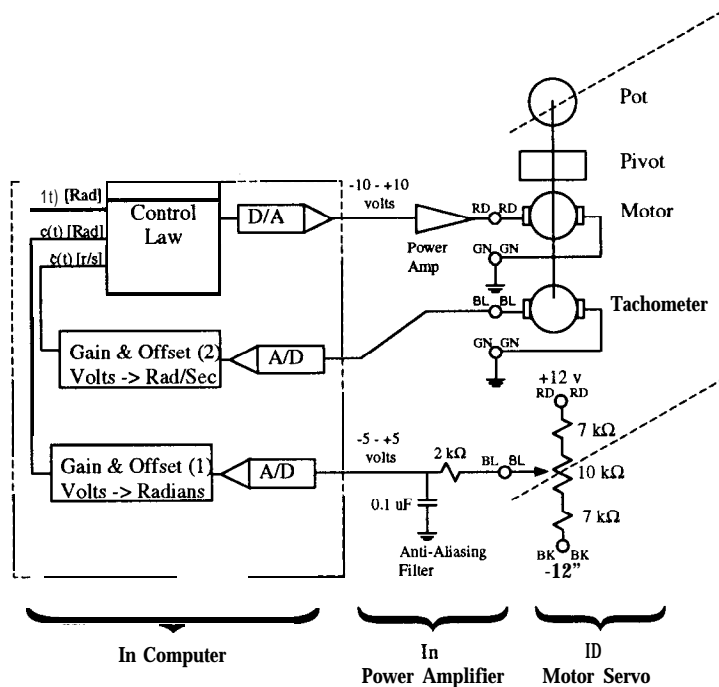 Pot
Pivot
1t) [Rad]
-10 - +10
volts
RD RD
Motor
Control
Law
D/A
c(t) [Rad]
Power
Amp
GN GN
ċ(t) [r/s]
BL BL
Tachometer
Gain & Offset (2)
Volts -> Rad/Sec
A/D
GN GN
+12 v
RD RD
7 kΩ
-5 - +5
volts
2 kΩ
BL BL
Gain & Offset (1)
Volts -> Radians
A/D
10 kΩ
0.1 uF
7 kΩ
Anti-Aliasing
Filter
BK BK
-12"
In Computer
In
Power Amplifier
ID
Motor Servo